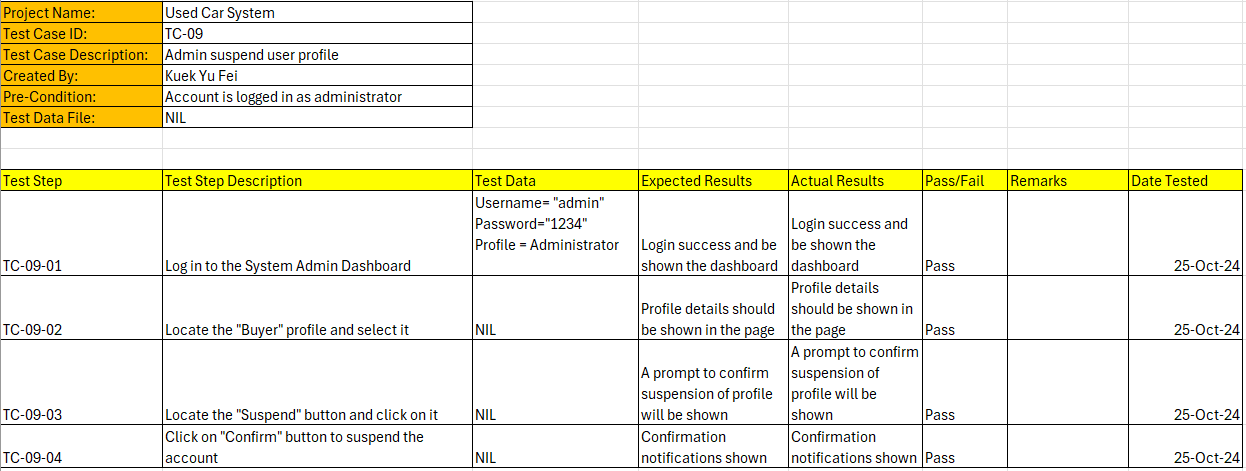 Project Name: Used Car System
Test Case ID: TC-09
Test Case Description: Admin suspend user profile
Created By: Kuek Yu Fei
Pre-Condition: Account is logged in as administrator
Test Data File: NIL
Test Step Test Step Description Test Data Expected Results Actual Results Pass/Fail Remarks Date Tested
TC-09-01
Log in to the System Admin Dashboard
Username= "admin"
Password="1234"
Profile = Administrator
Login success and be
shown the dashboard
Login success and
be shown the
dashboard
Pass
25-Oct-24
TC-09-02
Locate the "Buyer" profile and select it
NIL
Profile details should
be shown in the page
Profile details
should be shown in
the page
Pass
25-Oct-24
TC-09-03
Locate the "Suspend" button and click on it
NIL
A prompt to confirm
suspension of profile
will be shown
A prompt to confirm
suspension of
profile will be
shown
Pass
25-Oct-24
TC-09-04
Click on "Confirm" button to suspend the
account
NIL
Confirmation
notifications shown
Confirmation
notifications shown
Pass
25-Oct-24